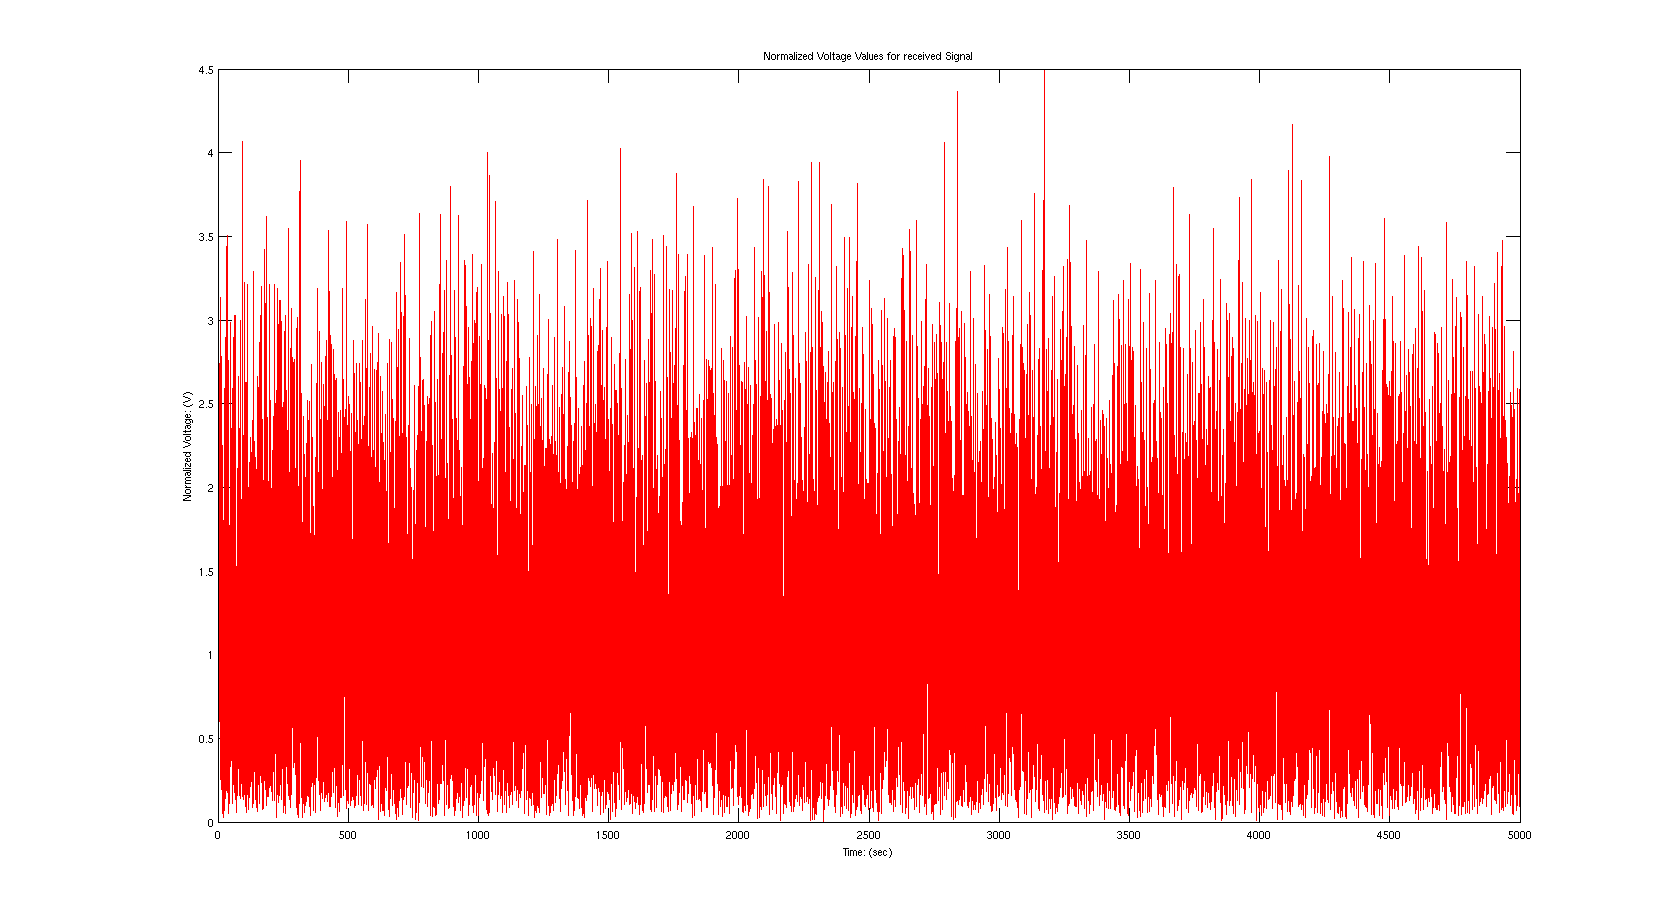 Normalized Voltage Values for received Signal
4.5
4
3.5
3
2.5
2
1.5
1
0.5
0
Normalized Voltage: (V)
0 500 1000 1500 2000 2500 3000 3500 4000 4500 5000
Time: (sec)